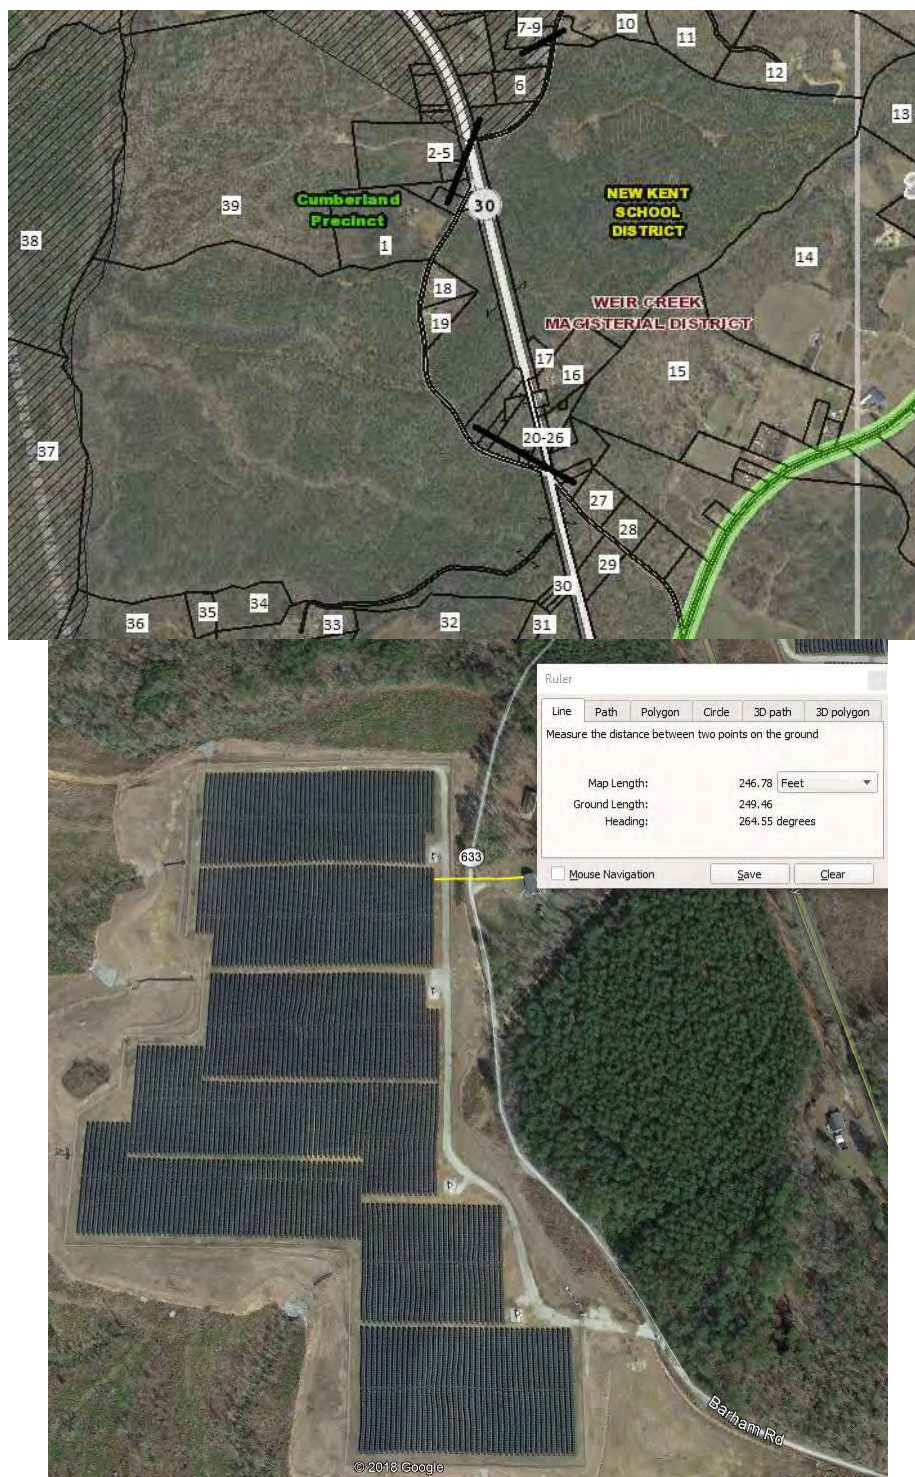 7-9
10
11
12
6
13
2-5
39
Cumberland
Precinct
30
NEW KENT
SCHOOL
DISTRICT
38
1
14
18
WEIR CREEK
MAGISTERIAL DISTRICT
19
17
16
15
20-26
37
27
28
29
30
36
35
34
33
32
31
Ruler
Line Path Polygon Circle 3D path 3D polygon
Measure the distance between two points on the ground
Map Length: 246.78 Feet
Ground Length: 249.46
Heading: 264.55 degrees
Mouse Navigation Save Clear
633
Barham Rd
© 2018 Google